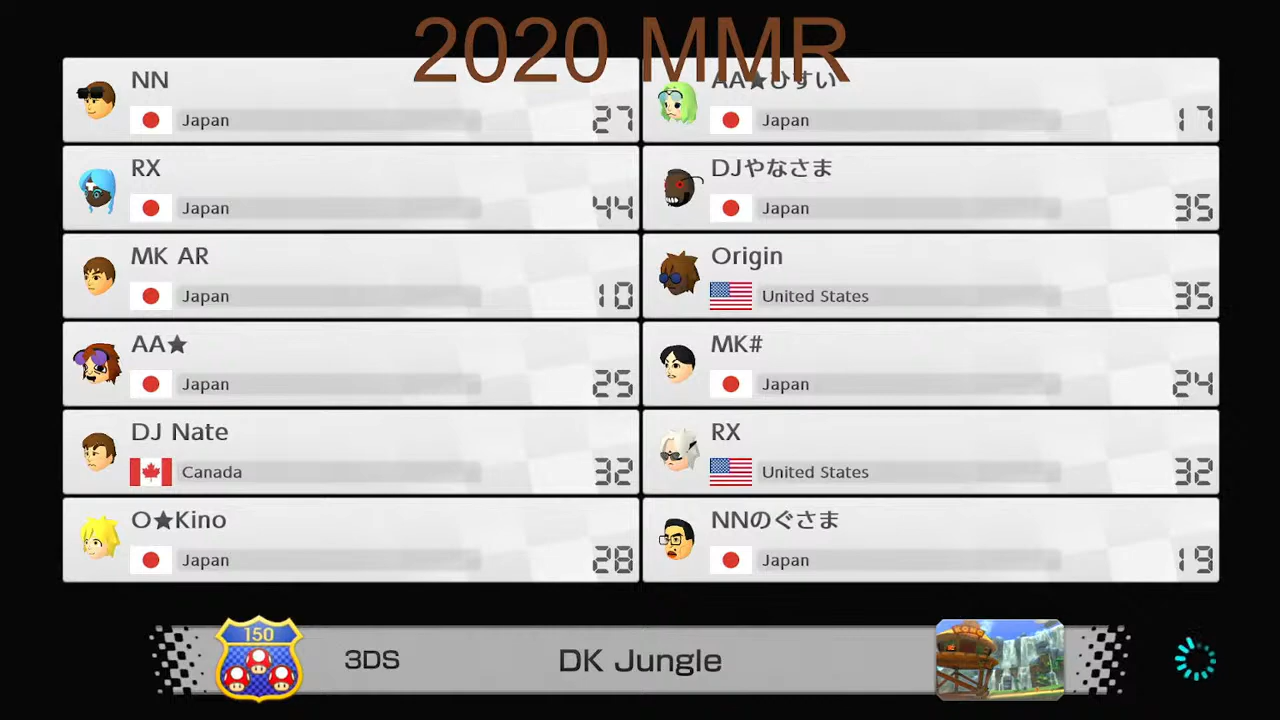 2020 MMR
NN
Japan
27
AA★ひすい
Japan
17
RX
Japan
44
DJやなさま
Japan
35
MK AR
Japan
10
Origin
United States
35
AA★
Japan
25
MK#
Japan
24
DJ Nate
Canada
32
RX
United States
32
O★Kino
Japan
28
NNのぐさま
Japan
19
150
3DS
DK Jungle
KONG